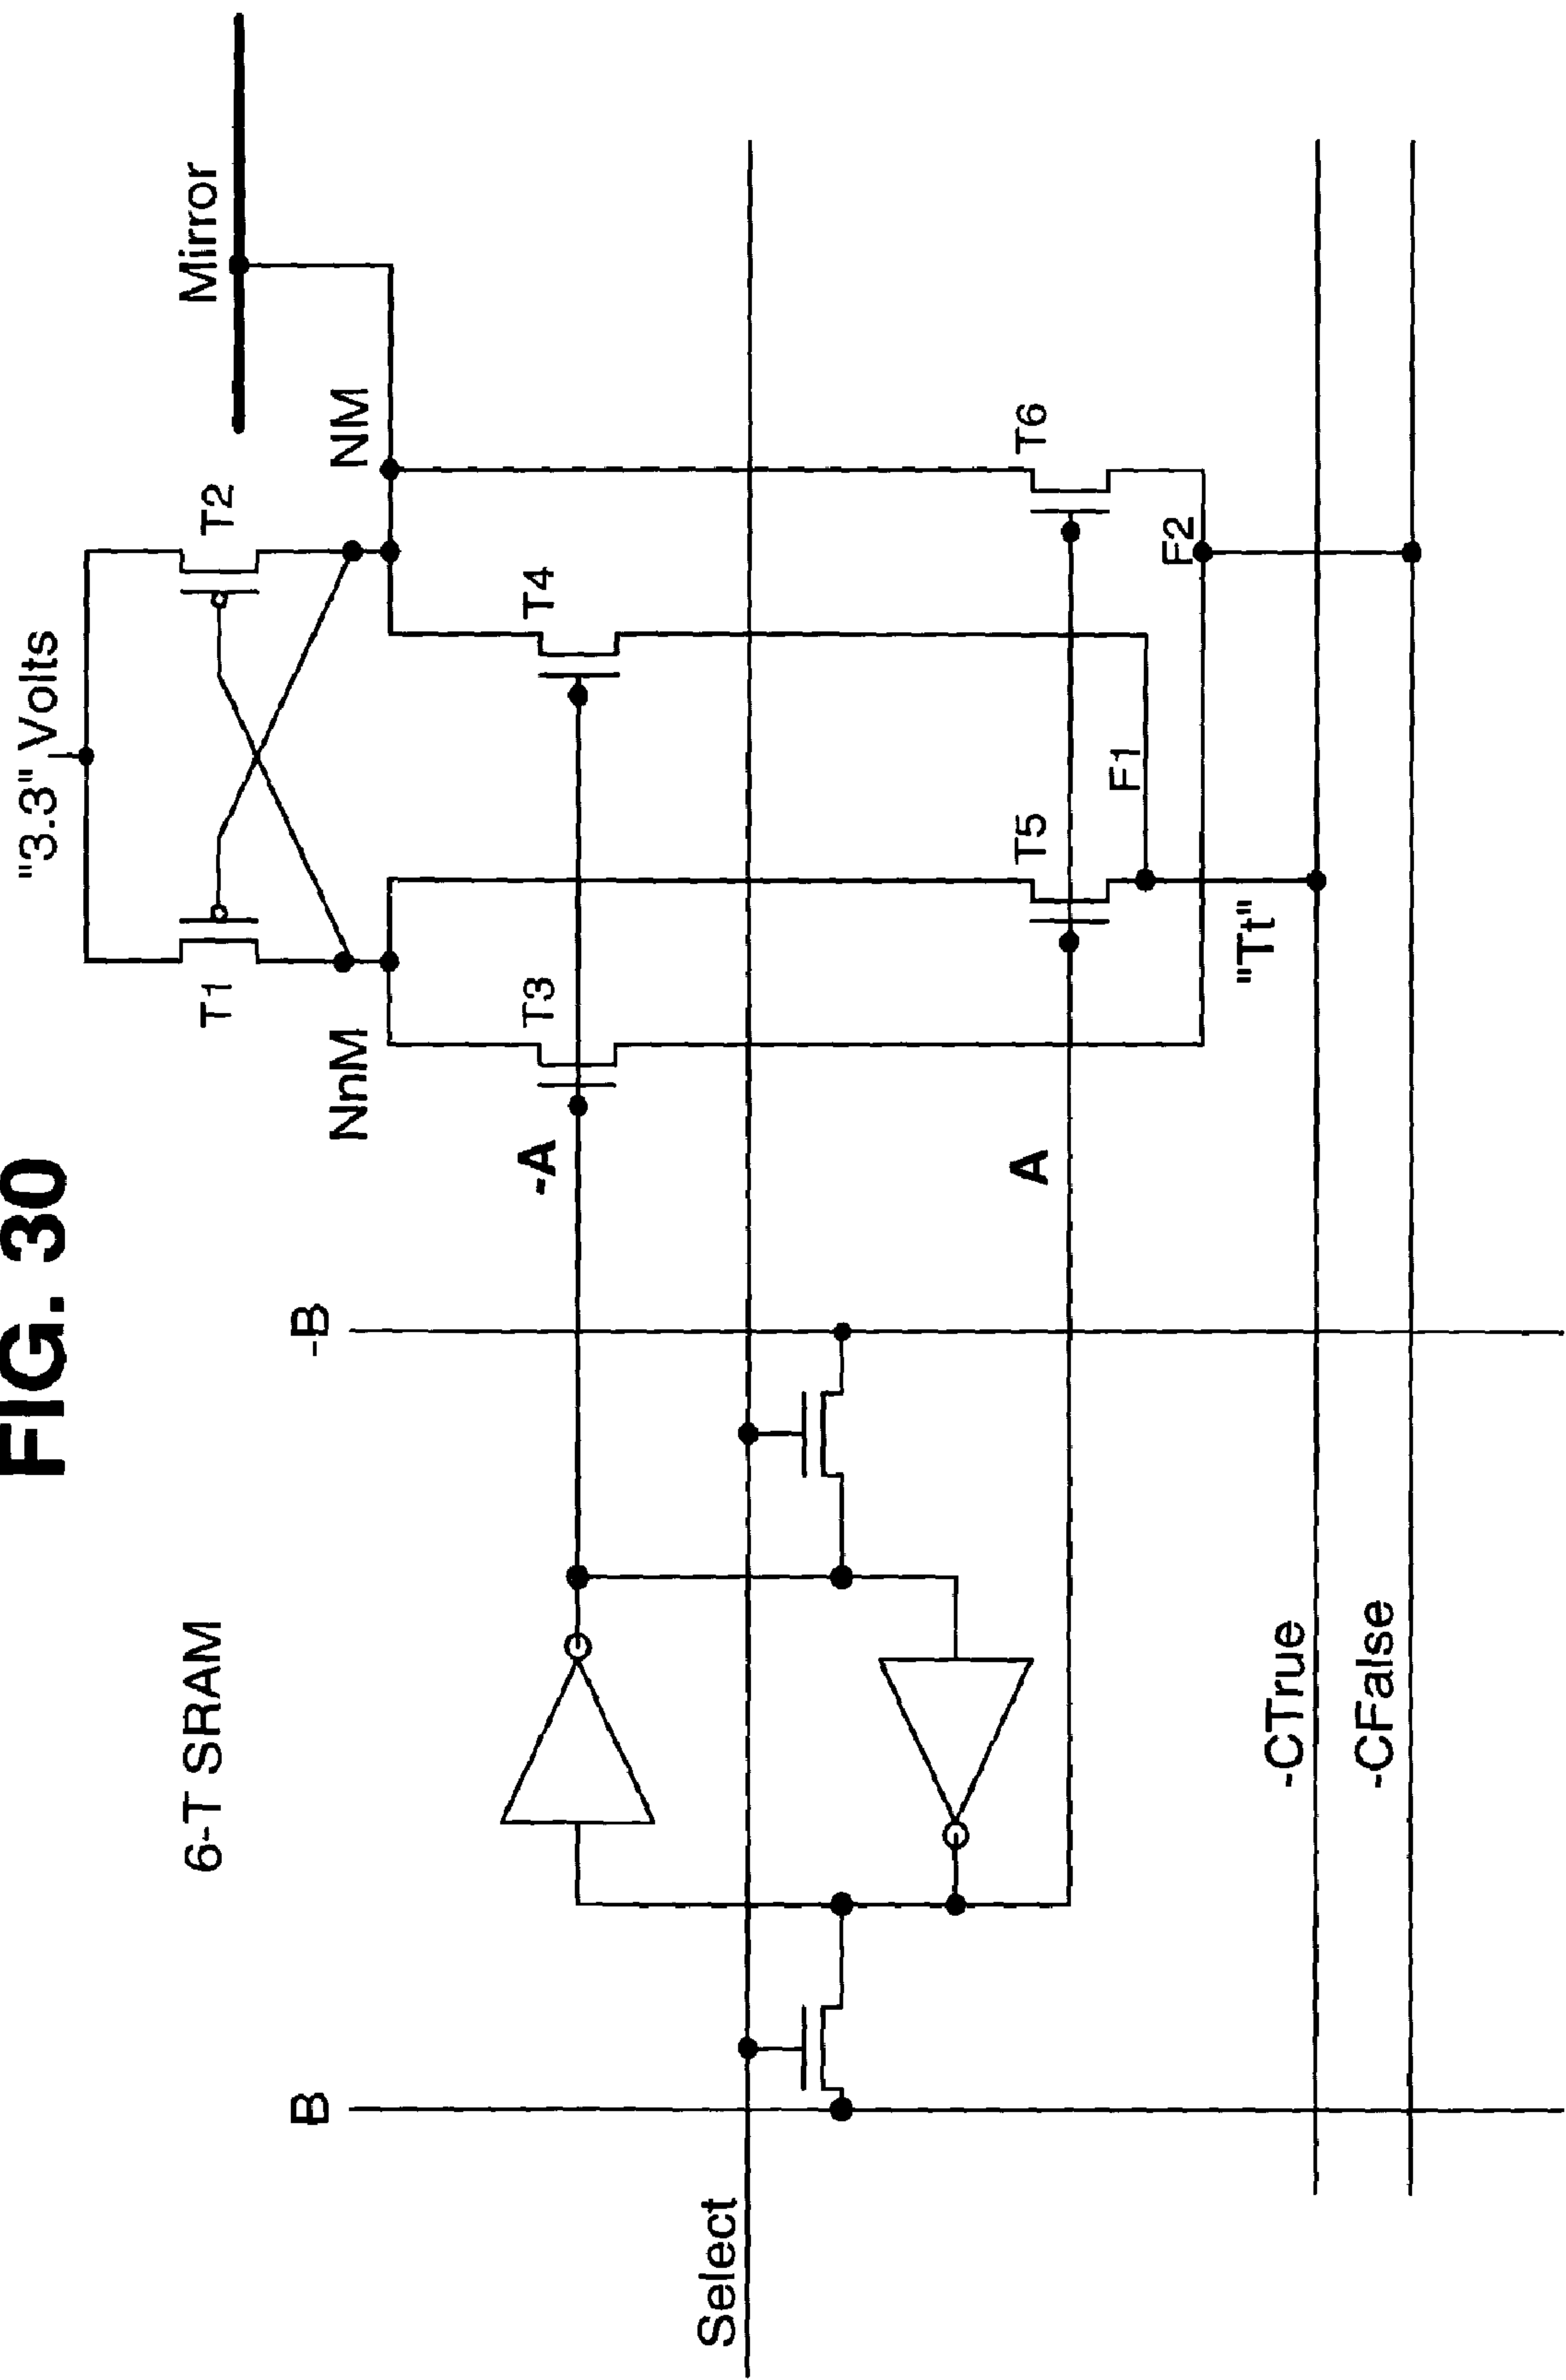 FIG. 30
"3.3" Volts
6-T SRAM
T1
T2
Mirror
B
-B
NnM
NM
-A
T3
T4
Select
A
T5
T6
F1
F2
"Tt"
-CTrue
-CFalse